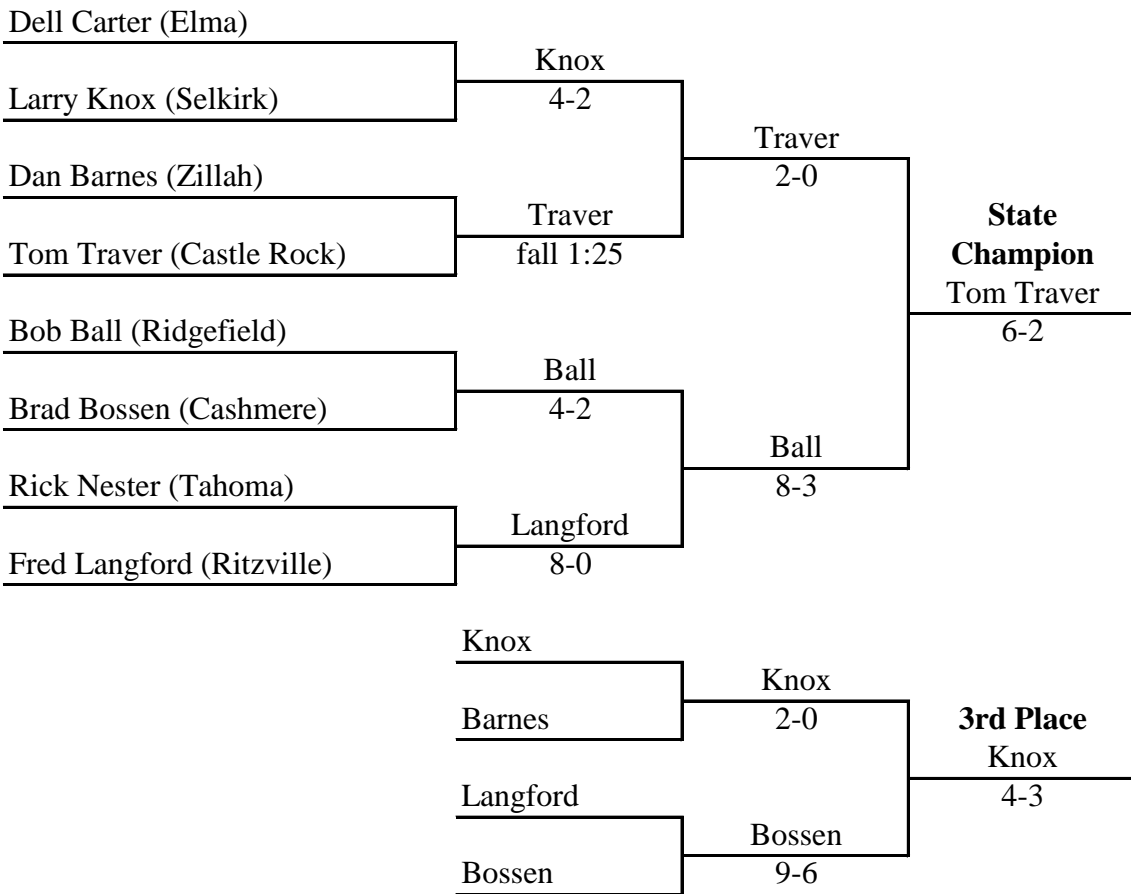 Dell Carter (Elma)
Knox
Larry Knox (Selkirk)
4-2
Traver
Dan Barnes (Zillah)
2-0
Traver
State
Tom Traver (Castle Rock)
fall 1:25
Champion
Tom Traver
Bob Ball (Ridgefield)
6-2
Ball
Brad Bossen (Cashmere)
4-2
Ball
Rick Nester (Tahoma)
8-3
Langford
Fred Langford (Ritzville)
8-0
Knox
Knox
Barnes
2-0
3rd Place
Knox
Langford
4-3
Bossen
Bossen
9-6